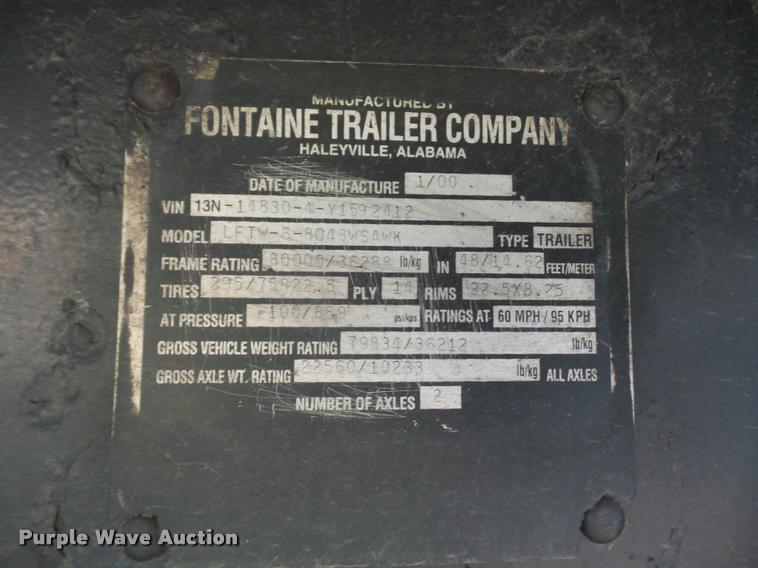 MANUFACTURED BY
FONTAINE TRAILER COMPANY
HALEYVILLE, ALABAMA
DATE OF MANUFACTURE 1/00
VIN 13N-14830-4-Y1592412
MODEL LFTW-8-8048WSAWK TYPE TRAILER
FRAME RATING 80000/36288 lb/kg IN 48/14.62 FEET/METER
TIRES 295/75R22.5 PLY 14 RIMS 22.5X8.25
AT PRESSURE 100/689 psi/kps RATINGS AT 60 MPH / 95 KPH
GROSS VEHICLE WEIGHT RATING 79834/36212 lb/kg
GROSS AXLE WT. RATING 22560/10233 lb/kg ALL AXLES
NUMBER OF AXLES 2
Purple Wave Auction